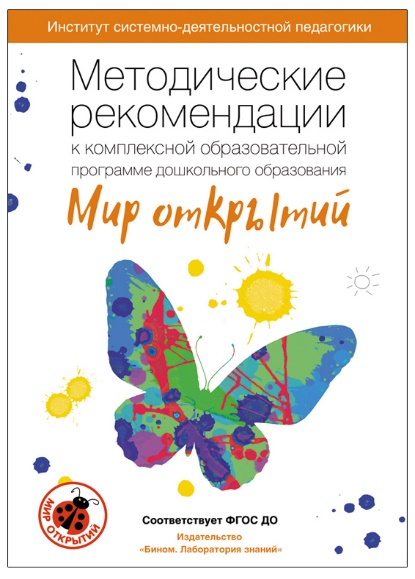 Институт системно-деятельностной педагогики
Методические
рекомендации
к комплексной образовательной
программе дошкольного образования
Мир открытий
МИР ОТКРЫТИЙ
Соответствует ФГОС ДО
Издательство
«Бином. Лаборатория знаний»